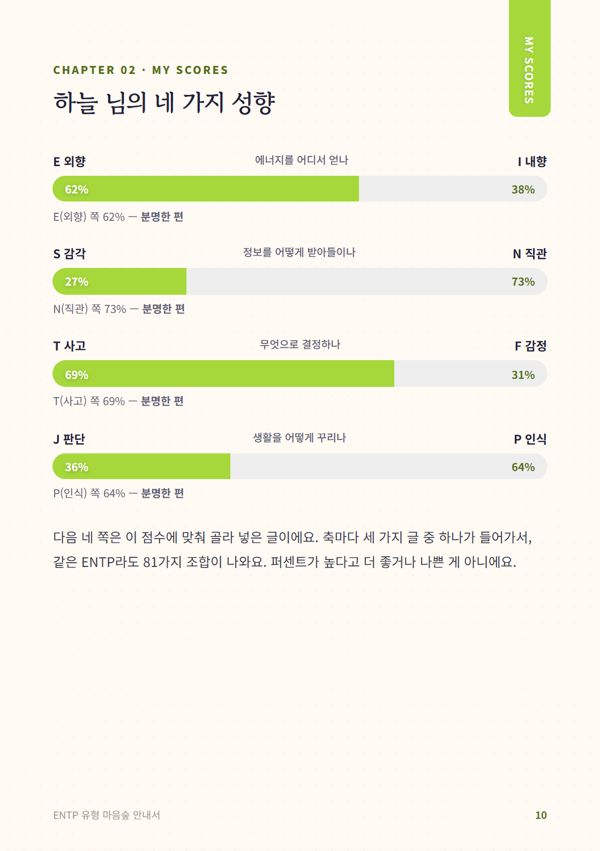 MY SCORES
CHAPTER 02 · MY SCORES
하늘 님의 네 가지 성향
E 외향 에너지를 어디서 얻나 I 내향
62% 38%
E(외향) 쪽 62% — 분명한 편
S 감각 정보를 어떻게 받아들이나 N 직관
27% 73%
N(직관) 쪽 73% — 분명한 편
T 사고 무엇으로 결정하나 F 감정
69% 31%
T(사고) 쪽 69% — 분명한 편
J 판단 생활을 어떻게 꾸리나 P 인식
36% 64%
P(인식) 쪽 64% — 분명한 편
다음 네 쪽은 이 점수에 맞춰 골라 넣은 글이에요. 축마다 세 가지 글 중 하나가 들어가서,
같은 ENTP라도 81가지 조합이 나와요. 퍼센트가 높다고 더 좋거나 나쁜 게 아니에요.
ENTP 유형 마음숲 안내서 10